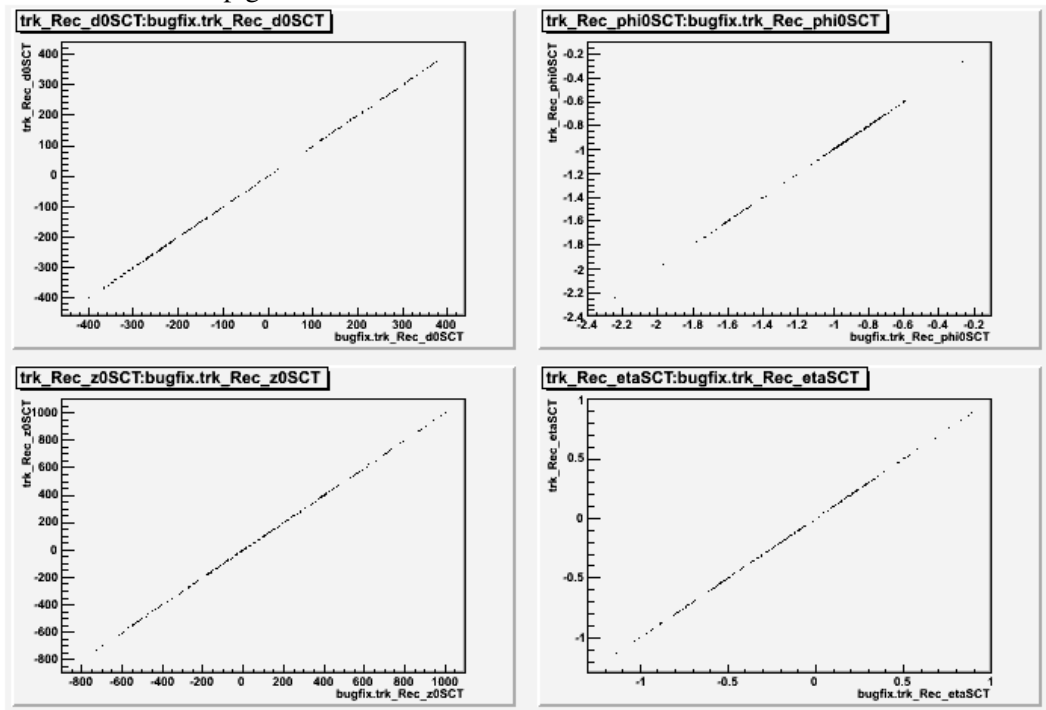 trk_Rec_d0SCT:bugfix.trk_Rec_d0SCT
trk_Rec_d0SCT
400
300
200
100
0
-100
-200
-300
-400
-400 -300 -200 -100 0 100 200 300 400
bugfix.trk_Rec_d0SCT
trk_Rec_phi0SCT:bugfix.trk_Rec_phi0SCT
trk_Rec_phi0SCT
-0.2
-0.4
-0.6
-0.8
-1
-1.2
-1.4
-1.6
-1.8
-2
-2.2
-2.4
-2.4 -2.2 -2 -1.8 -1.6 -1.4 -1.2 -1 -0.8 -0.6 -0.4 -0.2
bugfix.trk_Rec_phi0SCT
trk_Rec_z0SCT:bugfix.trk_Rec_z0SCT
trk_Rec_z0SCT
1000
800
600
400
200
0
-200
-400
-600
-800
-800 -600 -400 -200 0 200 400 600 800 1000
bugfix.trk_Rec_z0SCT
trk_Rec_etaSCT:bugfix.trk_Rec_etaSCT
trk_Rec_etaSCT
1
0.5
0
-0.5
-1
-1 -0.5 0 0.5 1
bugfix.trk_Rec_etaSCT